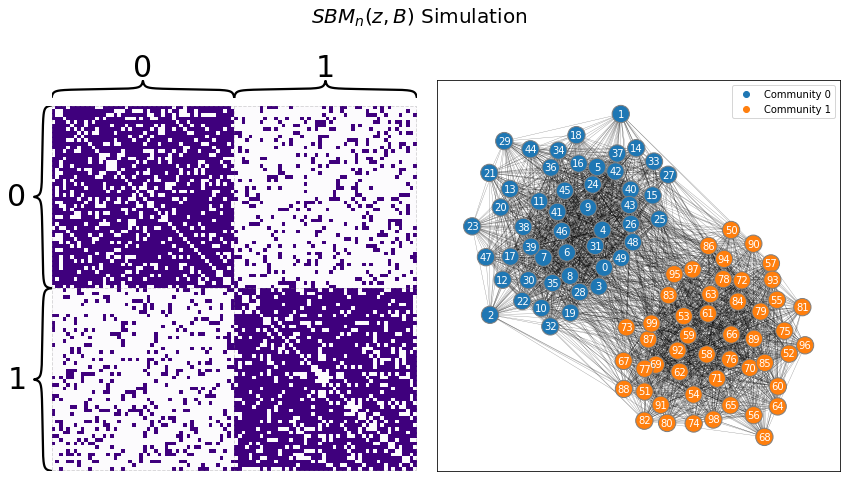 SBMₙ(z, B) Simulation
0 1
0
1
Community 0
Community 1
1
18
29
44 34 37 14
36 16 5 42 33
21 27
13 45 24 40 15
20 11 41 9 43
23 38 46 4 26 25
50
39 31 48 86 90
47 17 7 6 49 94
0 95 97 57
12 30 35 8 3 78 72 93
28 83 63
22 10 84 55 81
2 19 53 61 79
32 73 99
87 59 66 89 75
92 96
67 58 76 52
77 69 62 70 85
71
88 51 54 60
91 65 64
82 80 74 98 56
68